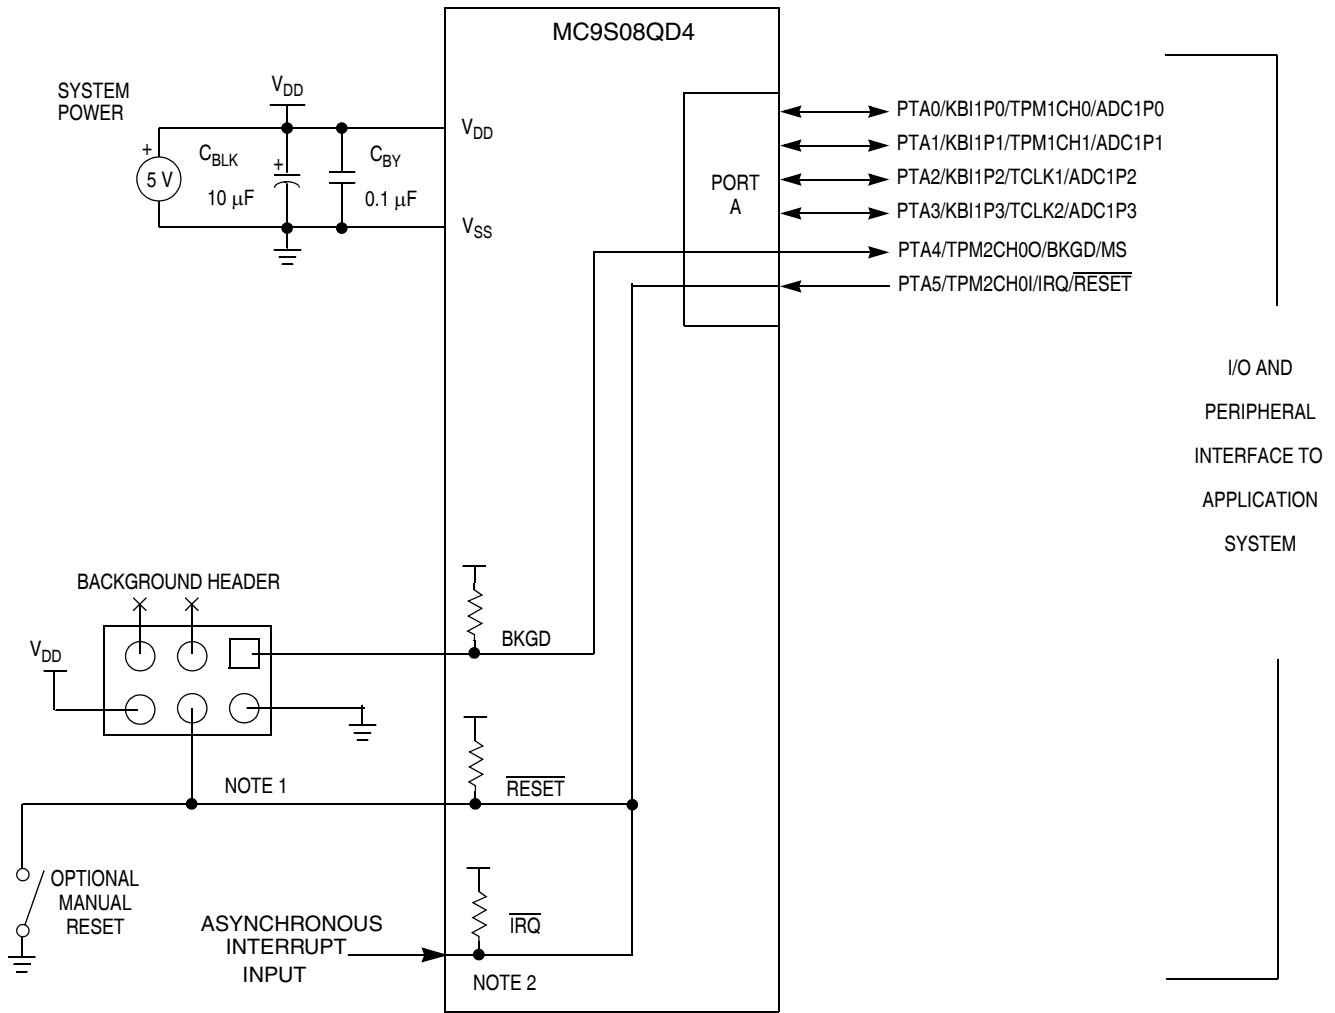 MC9S08QD4
SYSTEM
POWER
VDD
+
5 V
CBLK
+
10 µF
CBY
0.1 µF
VDD
VSS
PORT
A
PTA0/KBI1P0/TPM1CH0/ADC1P0
PTA1/KBI1P1/TPM1CH1/ADC1P1
PTA2/KBI1P2/TCLK1/ADC1P2
PTA3/KBI1P3/TCLK2/ADC1P3
PTA4/TPM2CH0O/BKGD/MS
PTA5/TPM2CH0I/IRQ/RESET
I/O AND
PERIPHERAL
INTERFACE TO
APPLICATION
SYSTEM
BACKGROUND HEADER
VDD
BKGD
NOTE 1
RESET
OPTIONAL
MANUAL
RESET
ASYNCHRONOUS
INTERRUPT
INPUT
IRQ
NOTE 2